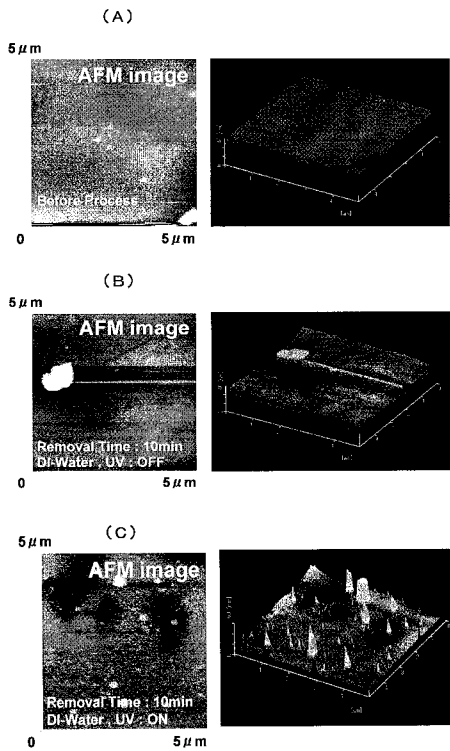 (A)
5μm
AFM image
Before Process
0
5μm
(B)
5μm
AFM image
Removal Time : 10min
DI-Water , UV : OFF
0
5μm
(C)
5μm
AFM image
Removal Time : 10min
DI-Water , UV : ON
0
5μm